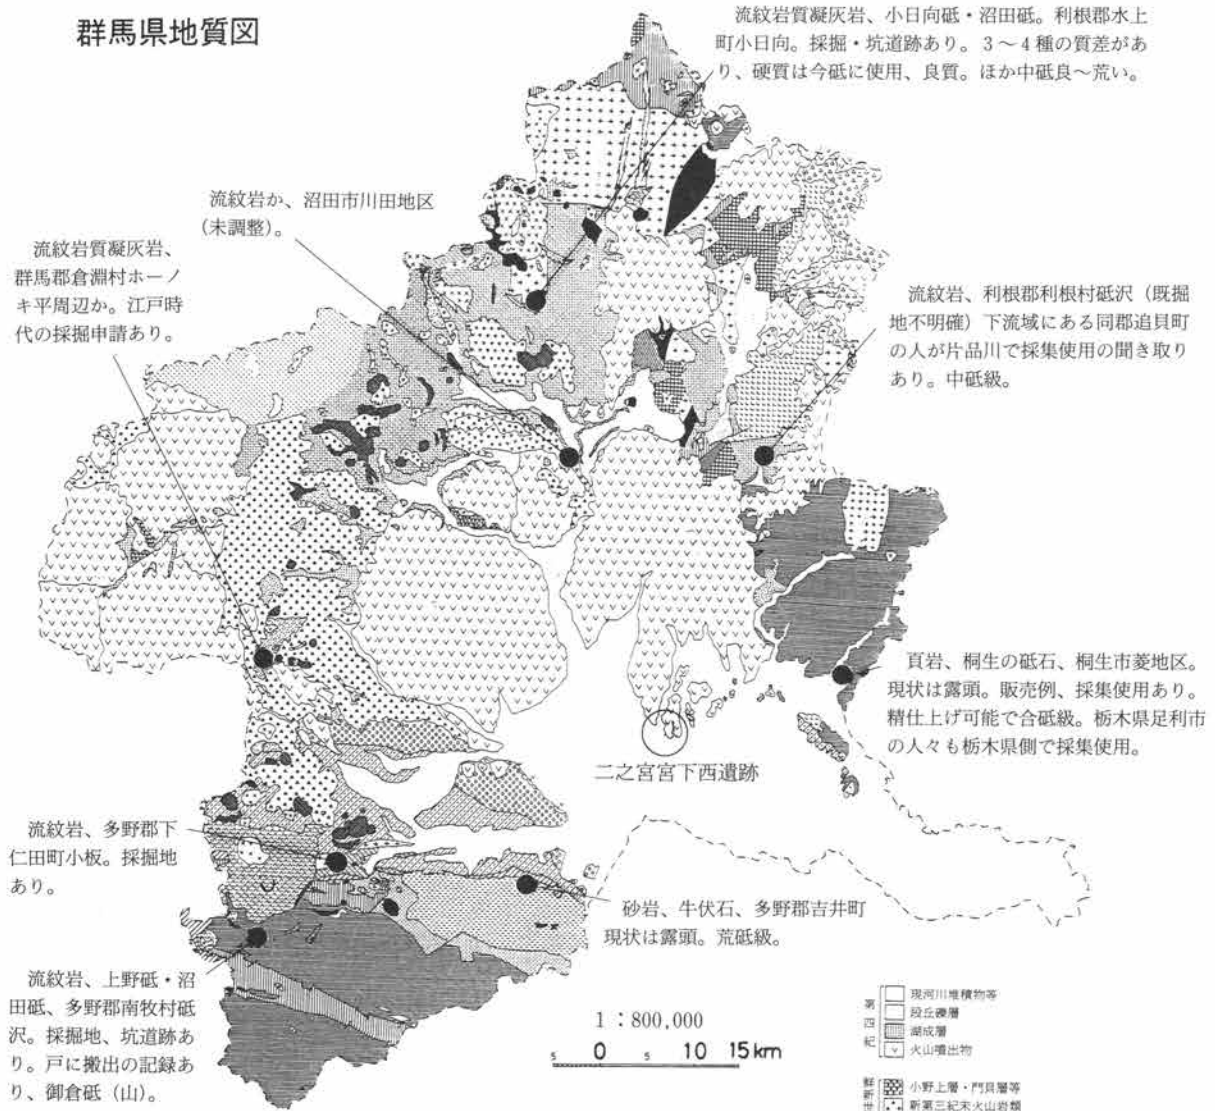 群馬県地質図
流紋岩質凝灰岩、小日向砥・沼田砥。利根郡水上
町小日向。採掘・坑道跡あり。3～4種の質差があ
り、硬質は今砥に使用、良質。ほか中砥良～荒い。
流紋岩か、沼田市川田地区
(未調整)。
流紋岩質凝灰岩、
群馬郡倉淵村ホーノ
キ平周辺か。江戸時
代の採掘申請あり。
流紋岩、利根郡利根村砥沢（既掘
地不明確）下流域にある同郡追貝町
の人が片品川で採集使用の聞き取り
あり。中砥級。
頁岩、桐生の砥石、桐生市菱地区。
現状は露頭。販売例、採集使用あり。
精仕上げ可能で合砥級。栃木県足利市
の人々も栃木県側で採集使用。
二之宮宮下西遺跡
流紋岩、多野郡下
仁田町小板。採掘地
あり。
砂岩、牛伏石、多野郡吉井町
現状は露頭。荒砥級。
流紋岩、上野砥・沼
田砥、多野郡南牧村砥
沢。採掘地、坑道跡あ
り。戸に搬出の記録あ
り、御倉砥（山）。
1：800,000
5 0 5 10 15km
第四紀
現河川堆積物等
段丘礫層
湖成層
火山噴出物
小野上層・門貝層等
新第三紀末火山岩類